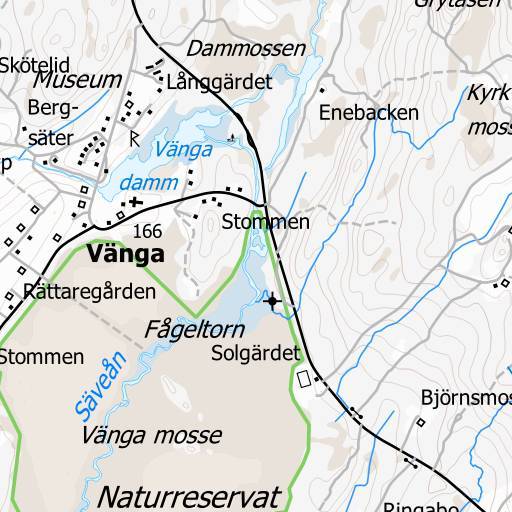 Grytåsen
Dammossen
Skötelid
Museum
Långgärdet
Kyrk
moss
Enebacken
Berg-
säter
R
Vänga
damm
p
Stommen
166
Vänga
Rättaregården
Fågeltorn
Stommen
Solgärdet
Säveån
Björnsmos
Vänga mosse
Naturreservat
Ringabo